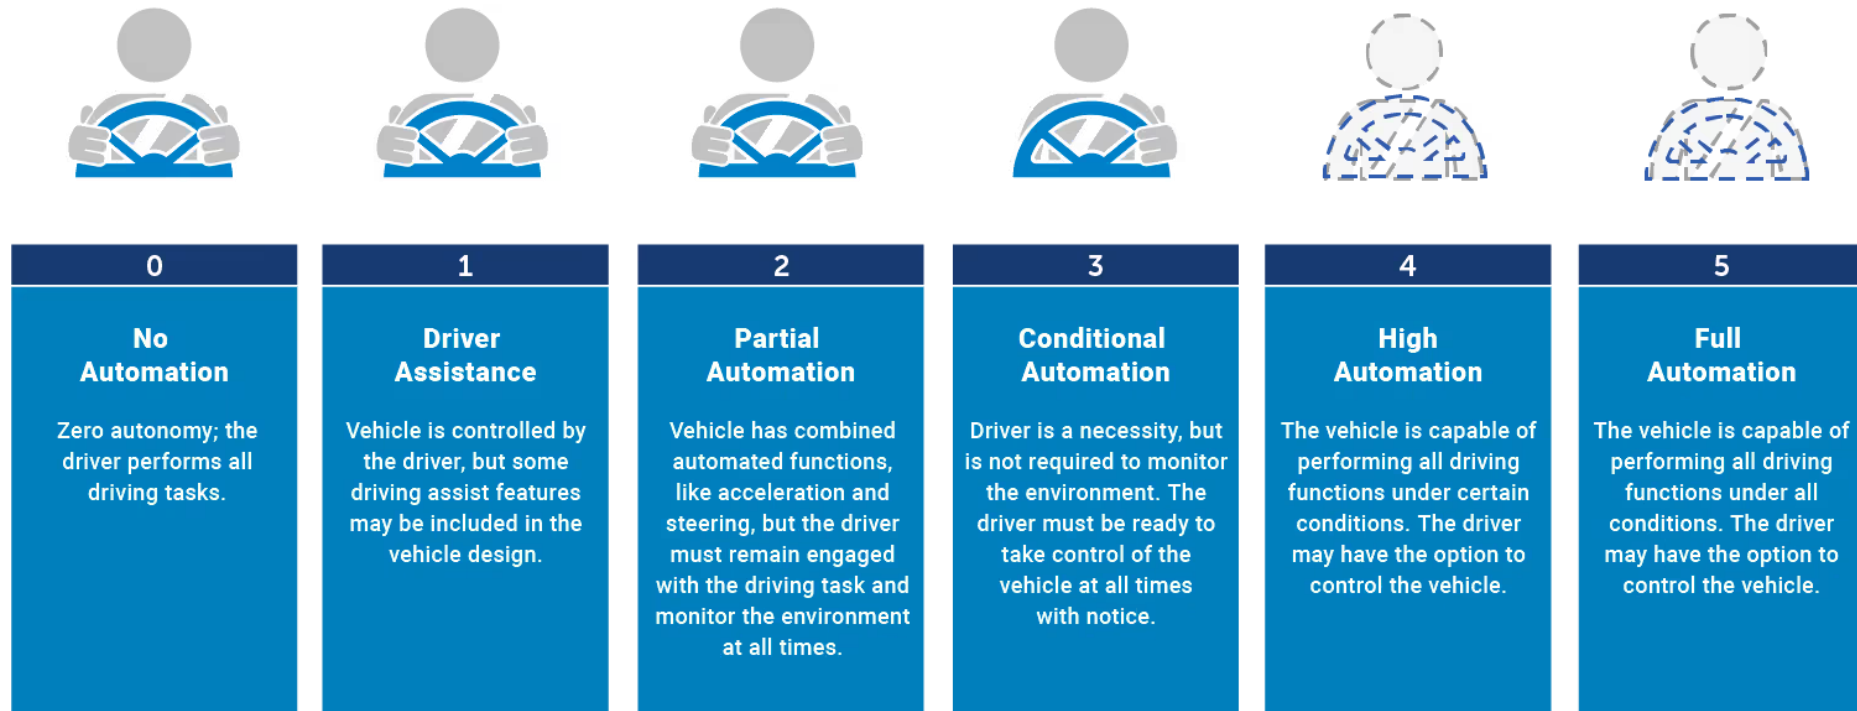 0
No
Automation
Zero autonomy; the
driver performs all
driving tasks.
1
Driver
Assistance
Vehicle is controlled by
the driver, but some
driving assist features
may be included in the
vehicle design.
2
Partial
Automation
Vehicle has combined
automated functions,
like acceleration and
steering, but the driver
must remain engaged
with the driving task and
monitor the environment
at all times.
3
Conditional
Automation
Driver is a necessity, but
is not required to monitor
the environment. The
driver must be ready to
take control of the
vehicle at all times
with notice.
4
High
Automation
The vehicle is capable of
performing all driving
functions under certain
conditions. The driver
may have the option to
control the vehicle.
5
Full
Automation
The vehicle is capable of
performing all driving
functions under all
conditions. The driver
may have the option to
control the vehicle.